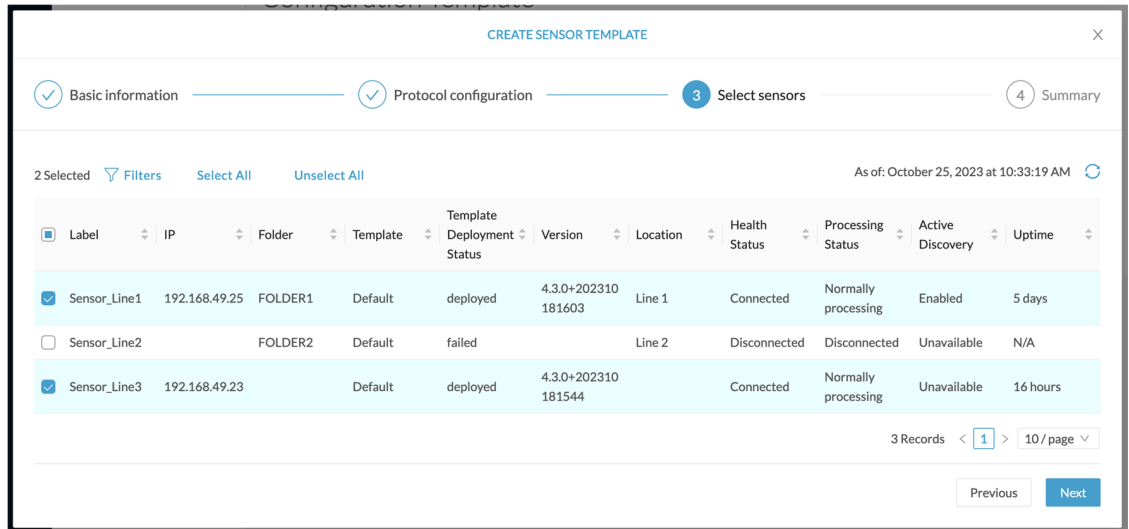 Configuration Template
CREATE SENSOR TEMPLATE
Basic information
Protocol configuration
3 Select sensors
4 Summary
2 Selected Filters Select All Unselect All
As of: October 25, 2023 at 10:33:19 AM
Label IP Folder Template Template Deployment Status Version Location Health Status Processing Status Active Discovery Uptime
Sensor_Line1 192.168.49.25 FOLDER1 Default deployed 4.3.0+202310181603 Line 1 Connected Normally processing Enabled 5 days
Sensor_Line2 FOLDER2 Default failed Line 2 Disconnected Disconnected Unavailable N/A
Sensor_Line3 192.168.49.23 Default deployed 4.3.0+202310181544 Connected Normally processing Unavailable 16 hours
3 Records < 1 > 10 / page
Previous Next